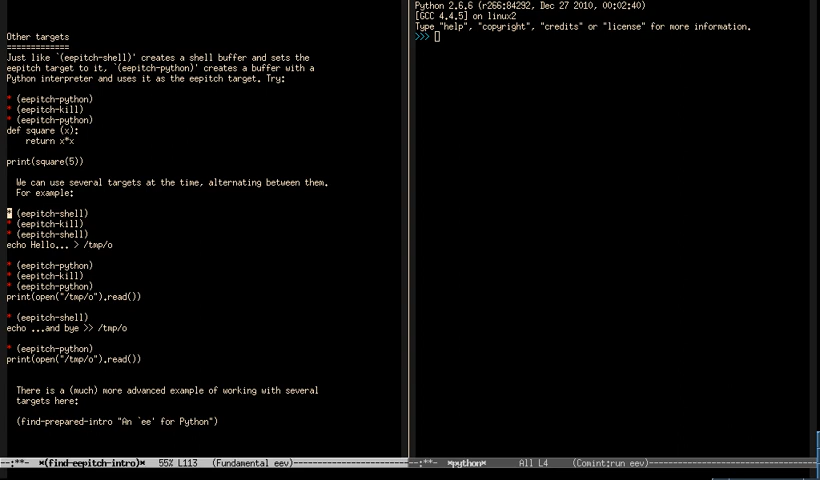 Other targets
=============
Just like `(eepitch-shell)' creates a shell buffer and sets the
eepitch target to it, `(eepitch-python)' creates a buffer with a
Python interpreter and uses it as the eepitch target. Try:
* (eepitch-python)
* (eepitch-kill)
* (eepitch-python)
def square (x):
return x*x
print(square(5))
We can use several targets at the time, alternating between them.
For example:
* (eepitch-shell)
* (eepitch-kill)
* (eepitch-shell)
echo Hello... > /tmp/o
* (eepitch-python)
* (eepitch-kill)
* (eepitch-python)
print(open("/tmp/o").read())
* (eepitch-shell)
echo ...and bye >> /tmp/o
* (eepitch-python)
print(open("/tmp/o").read())
There is a (much) more advanced example of working with several
targets here:
(find-prepared-intro "An `ee' for Python")
--:**- *(find-eepitch-intro)* 55% L113 (Fundamental eev)
Python 2.6.6 (r266:84292, Dec 27 2010, 00:02:40)
[GCC 4.4.5] on linux2
Type "help", "copyright", "credits" or "license" for more information.
>>>
--:**- *python* All L4 (Comint:run eev)